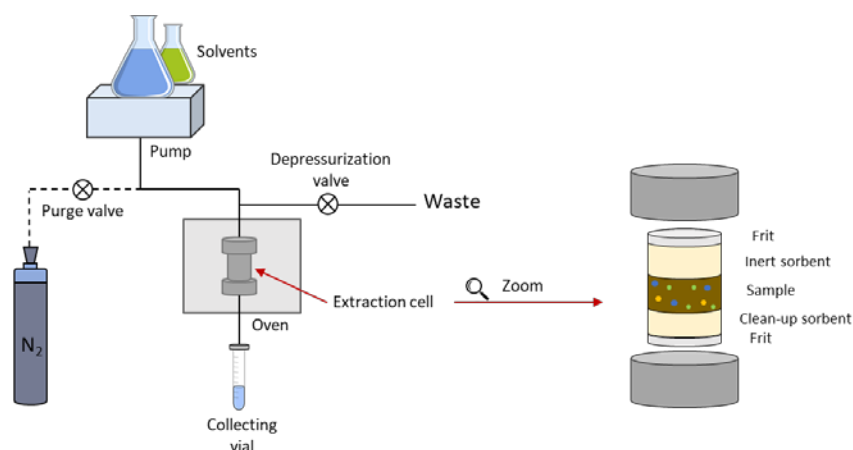 Solvents
Pump
Depressurization
valve
Purge valve
Waste
N2
Extraction cell
Zoom
Oven
Collecting
vial
Frit
Inert sorbent
Sample
Clean-up sorbent
Frit